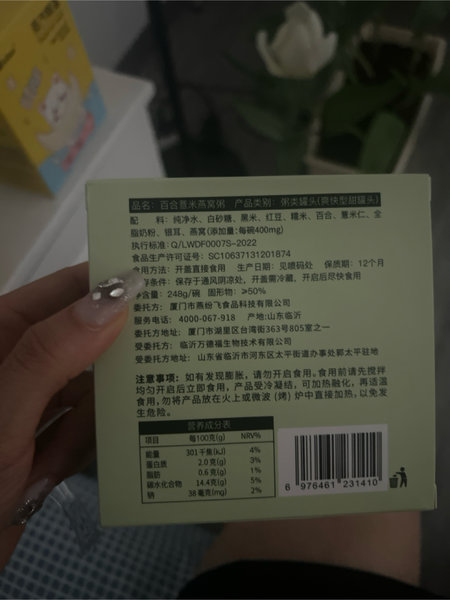 品名：百合薏米燕窝粥 产品类别：粥类罐头(爽快型甜罐头)
配 料：纯净水、白砂糖、黑米、红豆、糯米、百合、薏米仁、全
脂奶粉、银耳、燕窝(添加量:每碗400mg)
执行标准：Q/LWDF0007S-2022
食品生产许可证号：SC10637131201874
食用方法：开盖直接食用 生产日期：见喷码处 保质期：12个月
存条件：保存于通风阴凉处，开盖需冷藏，开启后尽快食用
净含量：248g/碗 固形物：≥50%
委托方：厦门市燕纷飞食品科技有限公司
服务电话：4000-067-918 产地:山东临沂
委托方地址：厦门市湖里区台湾街363号805室之一
受委托方：临沂万德福生物技术有限公司
受委托方地址：山东省临沂市河东区太平街道办事处郭太平驻地
注意事项：如有发现膨胀，请勿开启食用。食用前请先搅拌
均匀开启后立即食用，产品受冷凝结，可加热融化，再适温
食用，勿将产品放在火上或微波（烤）炉中直接加热，以免发
生危险。
营养成分表
项目 每100克(g) NRV%
能量 301千焦(kJ) 4%
蛋白质 2.0克(g) 3%
脂肪 0.6克(g) 1%
碳水化合物 14.4克(g) 5%
钠 38毫克(mg) 2%
6 976461 231410